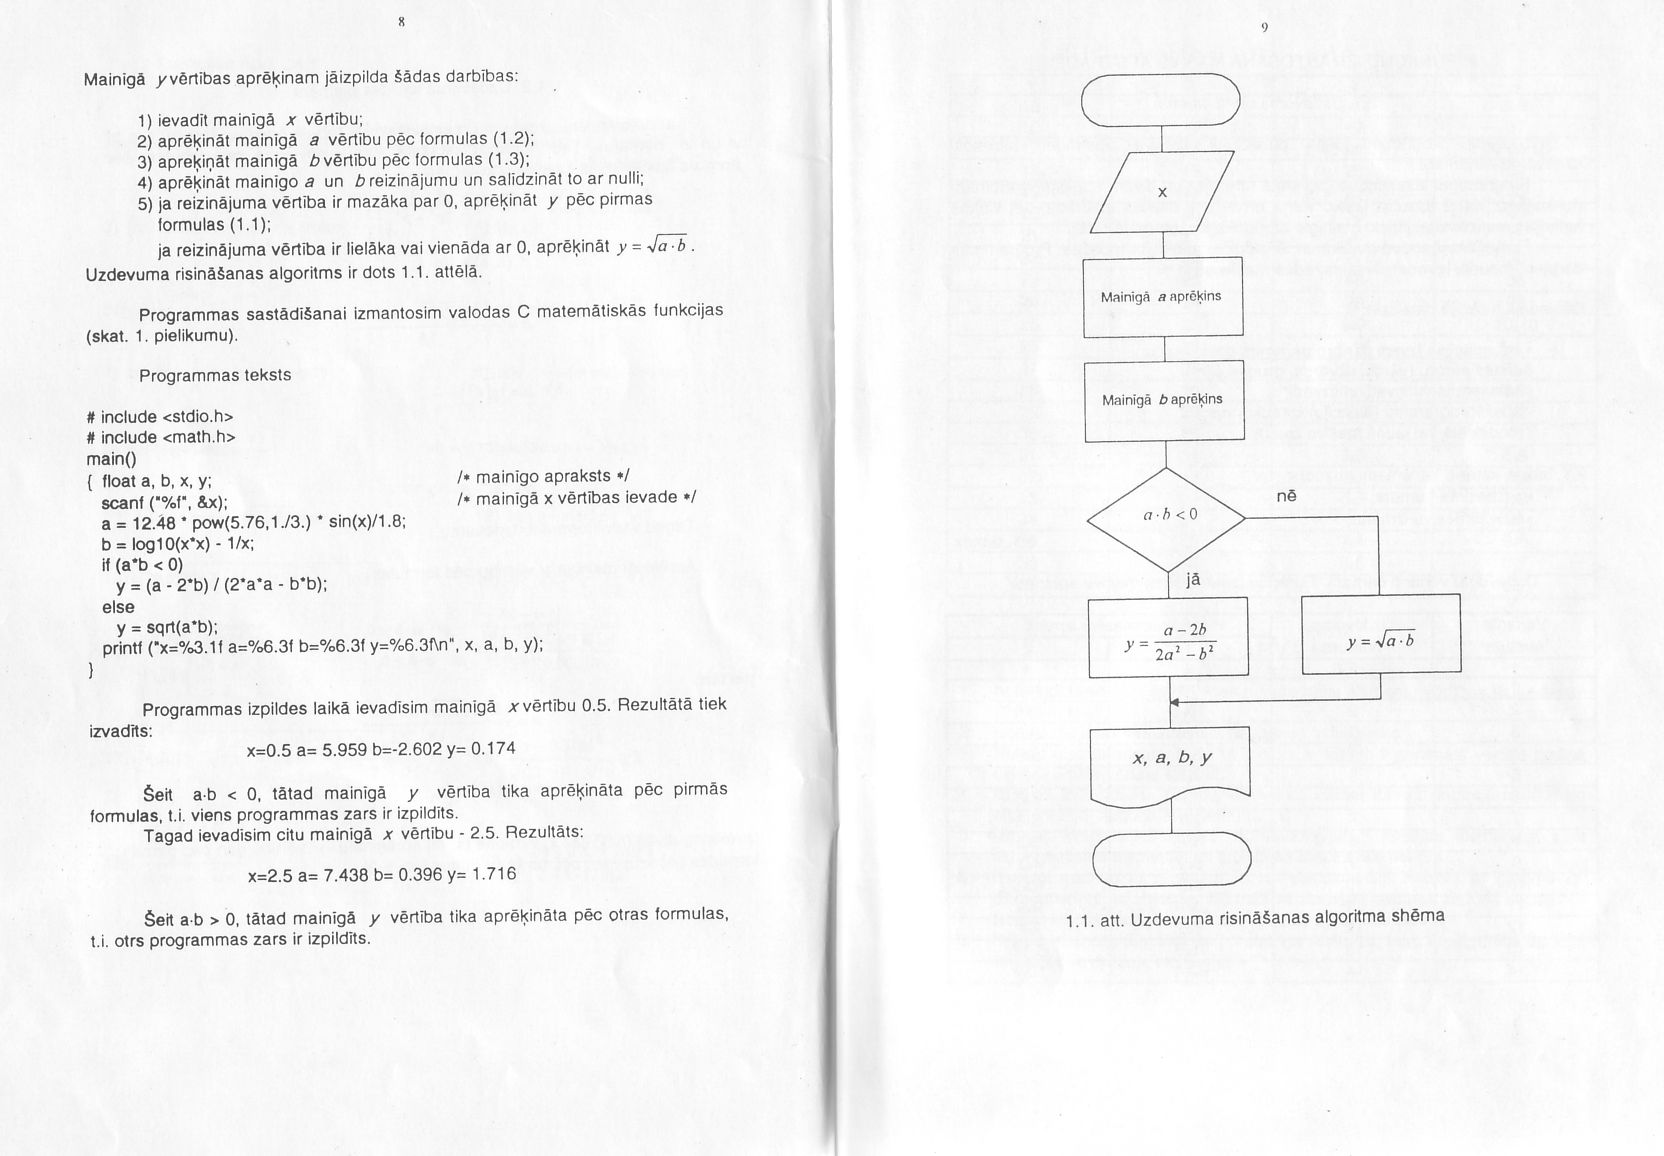 8
Mainīgā y vērtības aprēķinam jāizpilda šādas darbības:
1) ievadīt mainīgā x vērtību;
2) aprēķināt mainīgā a vērtību pēc formulas (1.2);
3) apreķināt mainīgā b vērtību pēc formulas (1.3);
4) aprēķināt mainīgo a un b reizinājumu un salīdzināt to ar nulli;
5) ja reizinājuma vērtība ir mazāka par 0, aprēķināt y pēc pirmas
formulas (1.1);
ja reizinājuma vērtība ir lielāka vai vienāda ar 0, aprēķināt y = √a·b .
Uzdevuma risināšanas algoritms ir dots 1.1. attēlā.
Programmas sastādīšanai izmantosim valodas C matemātiskās funkcijas
(skat. 1. pielikumu).
Programmas teksts
# include <stdio.h>
# include <math.h>
main()
{ float a, b, x, y; /* mainīgo apraksts */
scanf ("%f", &x); /* mainīgā x vērtības ievade */
a = 12.48 * pow(5.76,1./3.) * sin(x)/1.8;
b = log10(x*x) - 1/x;
if (a*b < 0)
y = (a - 2*b) / (2*a*a - b*b);
else
y = sqrt(a*b);
printf ("x=%3.1f a=%6.3f b=%6.3f y=%6.3f\n", x, a, b, y);
}
Programmas izpildes laikā ievadīsim mainīgā x vērtību 0.5. Rezultātā tiek
izvadīts:
x=0.5 a= 5.959 b=-2.602 y= 0.174
Šeit a·b < 0, tātad mainīgā y vērtība tika aprēķināta pēc pirmās
formulas, t.i. viens programmas zars ir izpildīts.
Tagad ievadīsim citu mainīgā x vērtību - 2.5. Rezultāts:
x=2.5 a= 7.438 b= 0.396 y= 1.716
Šeit a·b > 0, tātad mainīgā y vērtība tika aprēķināta pēc otras formulas,
t.i. otrs programmas zars ir izpildīts.
9
x
Mainīgā a aprēķins
Mainīgā b aprēķins
a·b < 0
nē
jā
y = (a − 2b) / (2a² − b²)
y = √a·b
x, a, b, y
1.1. att. Uzdevuma risināšanas algoritma shēma